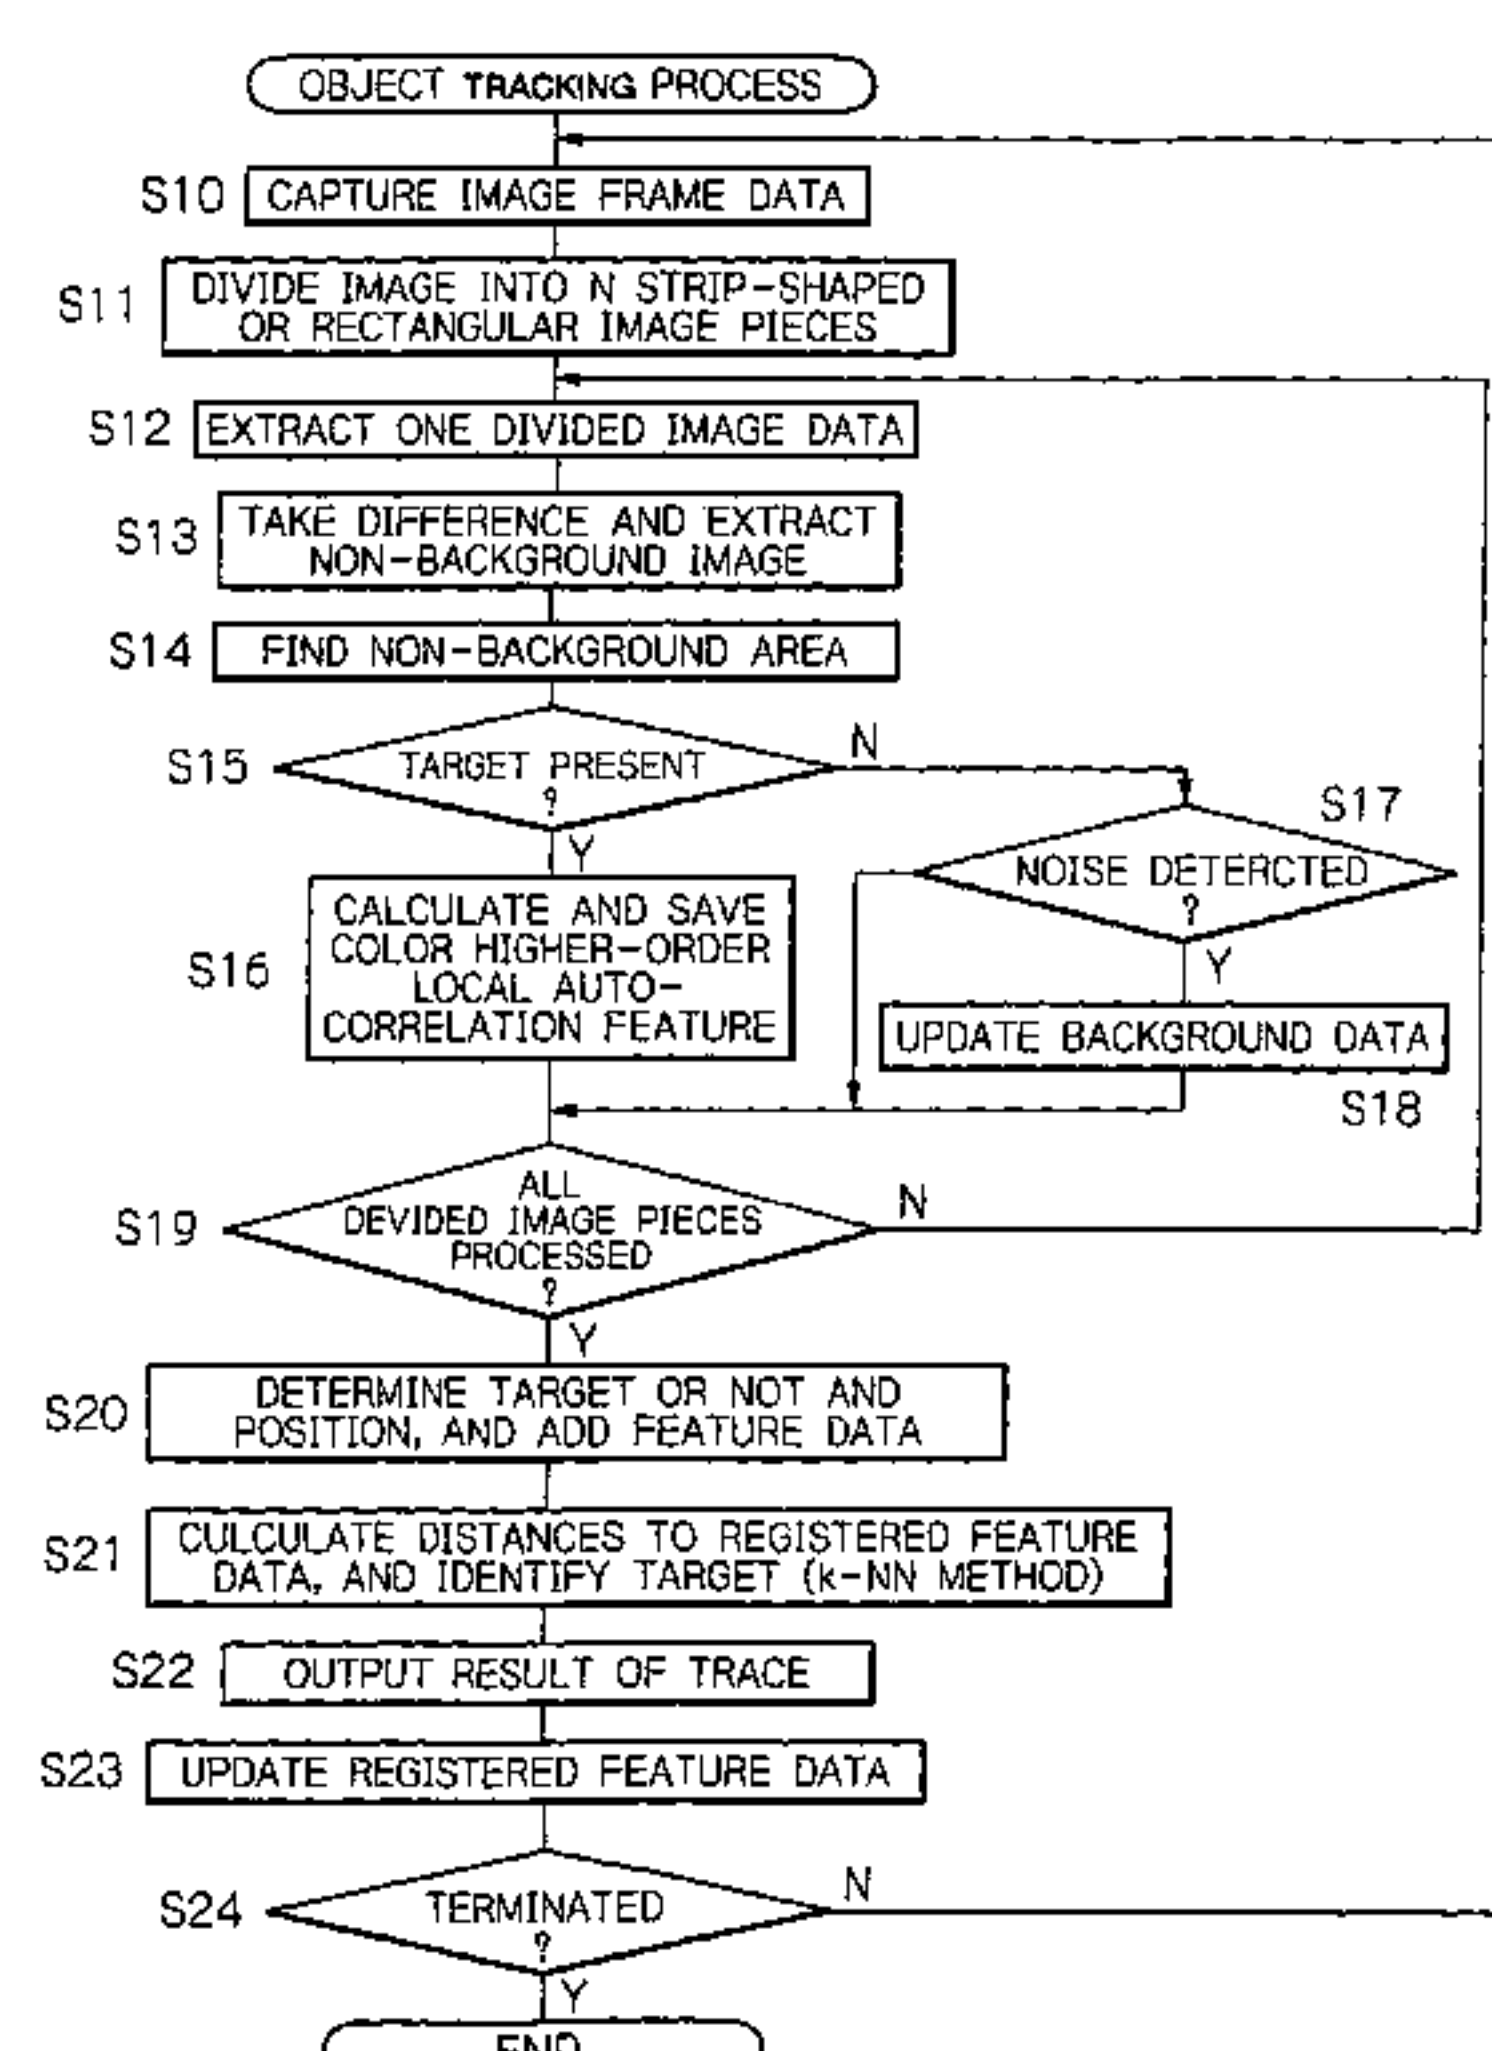 OBJECT TRACKING PROCESS
S10
CAPTURE IMAGE FRAME DATA
S11
DIVIDE IMAGE INTO N STRIP-SHAPED
OR RECTANGULAR IMAGE PIECES
S12
EXTRACT ONE DIVIDED IMAGE DATA
S13
TAKE DIFFERENCE AND EXTRACT
NON-BACKGROUND IMAGE
S14
FIND NON-BACKGROUND AREA
S15
TARGET PRESENT
?
N
Y
S17
NOISE DETERCTED
?
Y
S16
CALCULATE AND SAVE
COLOR HIGHER-ORDER
LOCAL AUTO-
CORRELATION FEATURE
UPDATE BACKGROUND DATA
S18
S19
ALL
DEVIDED IMAGE PIECES
PROCESSED
?
N
Y
S20
DETERMINE TARGET OR NOT AND
POSITION, AND ADD FEATURE DATA
S21
CULCULATE DISTANCES TO REGISTERED FEATURE
DATA, AND IDENTIFY TARGET (k-NN METHOD)
S22
OUTPUT RESULT OF TRACE
S23
UPDATE REGISTERED FEATURE DATA
S24
TERMINATED
?
N
Y
END